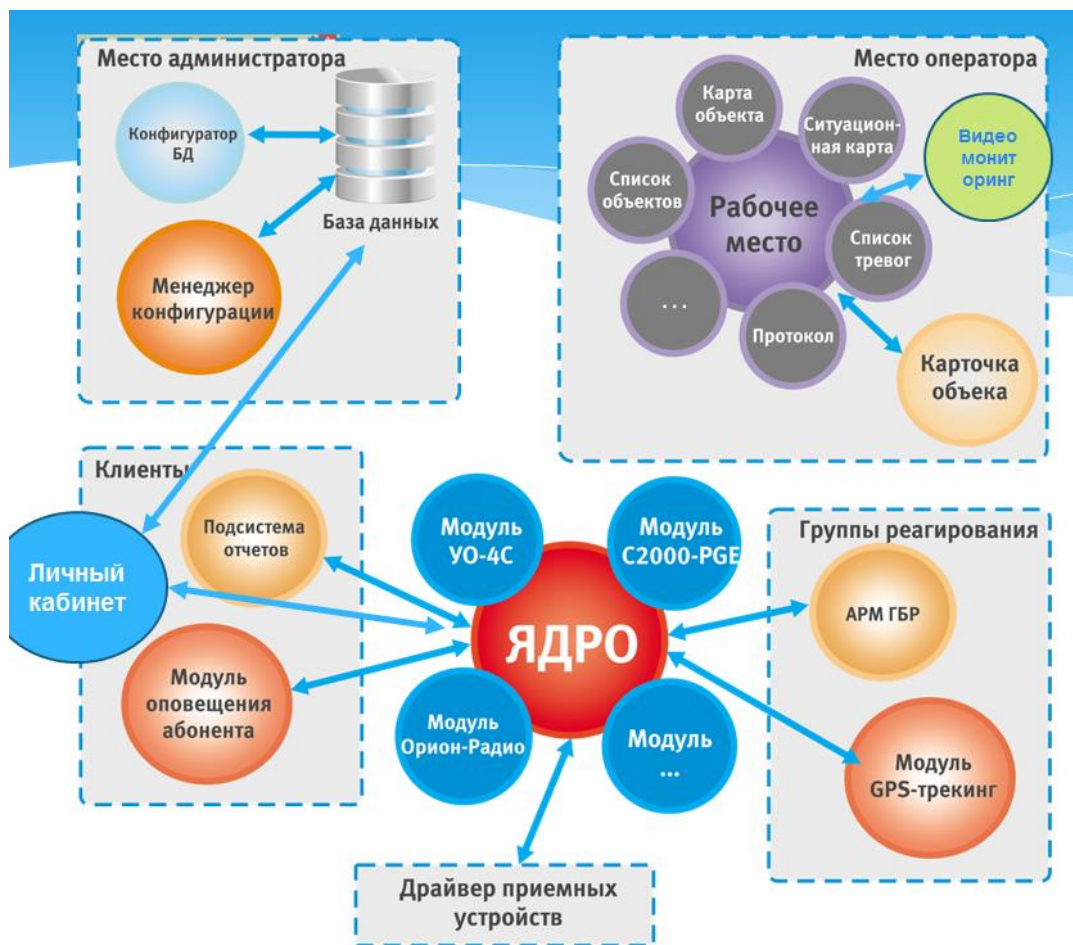 Место администратора
Конфигуратор
БД
База данных
Менеджер
конфигурации
Место оператора
Карта
объекта
Ситуацион-
ная карта
Видео
монит
оринг
Список
объектов
Рабочее
место
Список
тревог
...
Протокол
Карточка
объека
Клиенты
Подсистема
отчетов
Личный
кабинет
Модуль
оповещения
абонента
Модуль
УО-4С
Модуль
С2000-PGE
ЯДРО
Модуль
Орион-Радио
Модуль
...
Группы реагирования
АРМ ГБР
Модуль
GPS-трекинг
Драйвер приемных
устройств